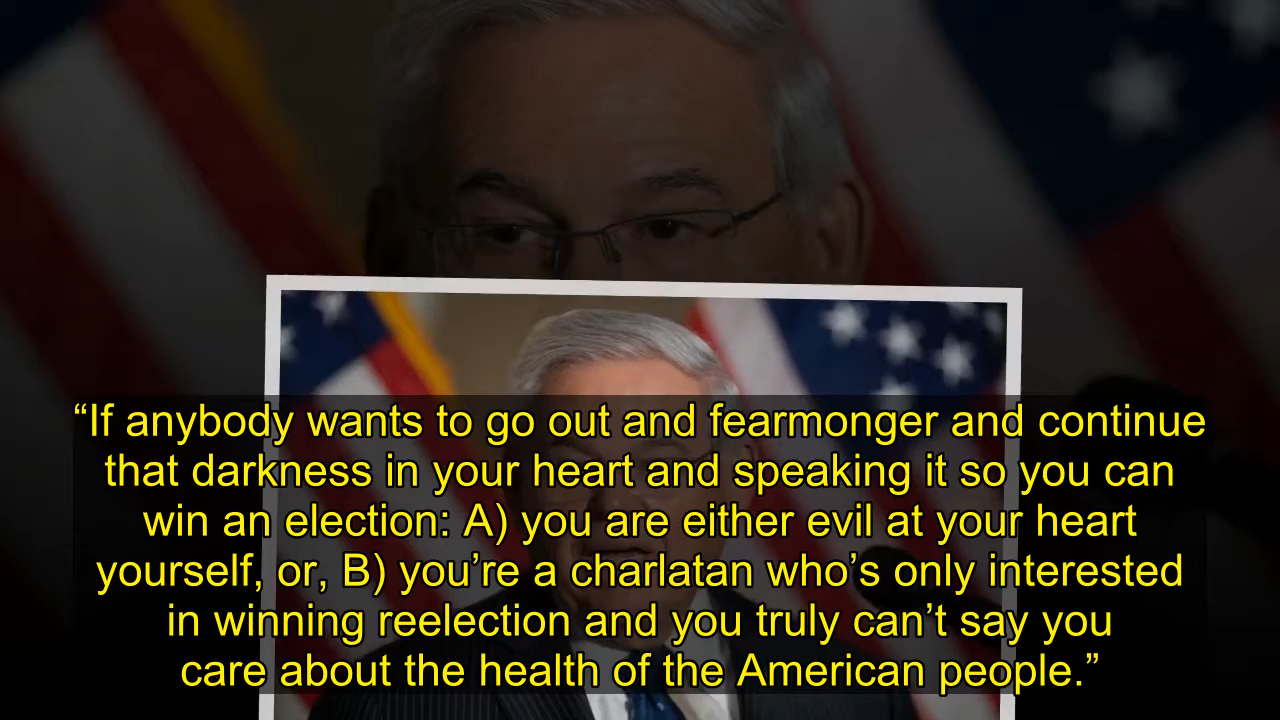 “If anybody wants to go out and fearmonger and continue
that darkness in your heart and speaking it so you can
win an election: A) you are either evil at your heart
yourself, or, B) you’re a charlatan who’s only interested
in winning reelection and you truly can’t say you
care about the health of the American people.”